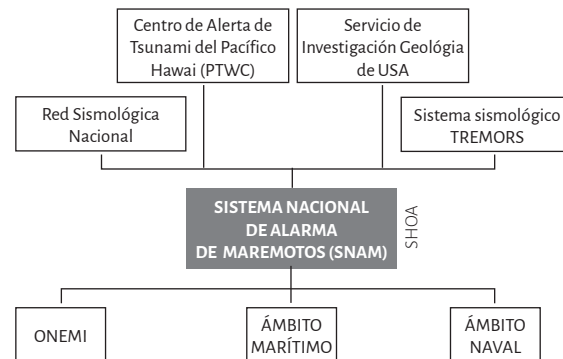 Centro de Alerta de
Tsunami del Pacífico
Hawai (PTWC)
Servicio de
Investigación Geológia
de USA
Red Sismológica
Nacional
Sistema sismológico
TREMORS
SISTEMA NACIONAL
DE ALARMA
DE MAREMOTOS (SNAM)
SHOA
ONEMI
ÁMBITO
MARÍTIMO
ÁMBITO
NAVAL